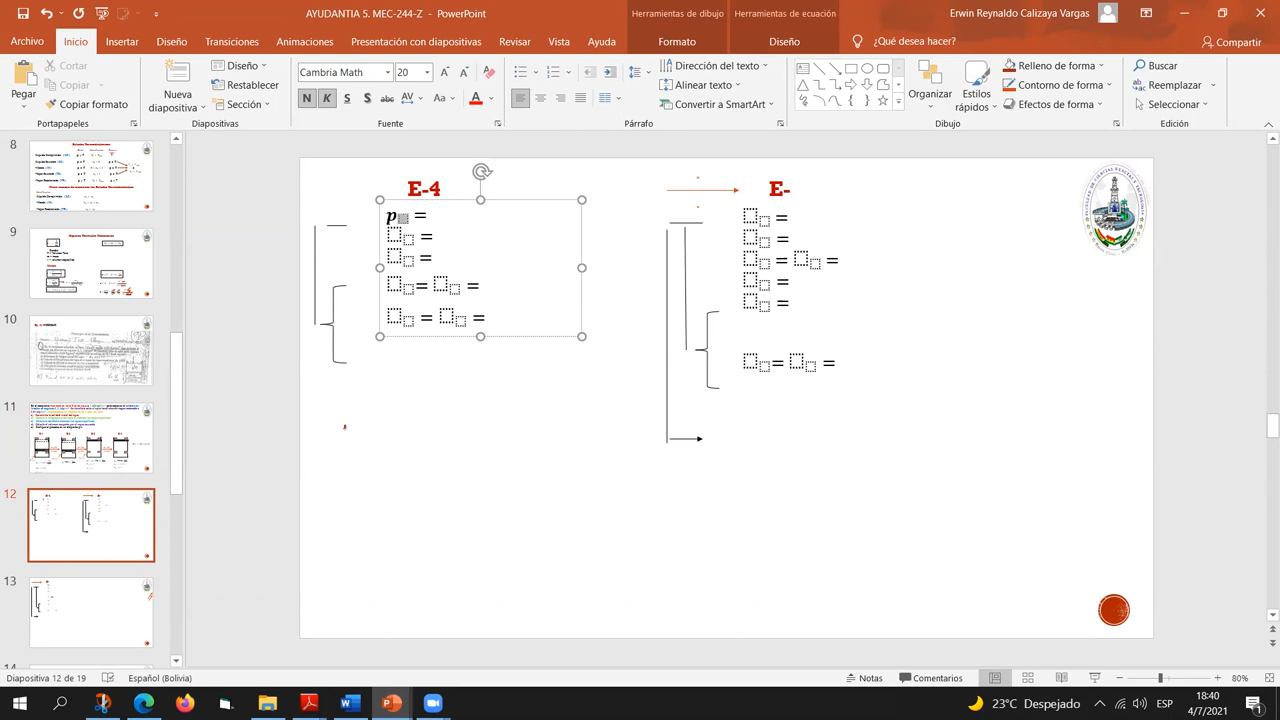 AYUDANTIA 5. MEC-244-Z - PowerPoint
Herramientas de dibujo
Herramientas de ecuación
Erwin Reynaldo Calizaya Vargas
Archivo Inicio Insertar Diseño Transiciones Animaciones Presentación con diapositivas Revisar Vista Ayuda Formato Diseño ¿Qué desea hacer? Compartir
Pegar
Cortar
Copiar
Copiar formato
Portapapeles
Nueva diapositiva
Diseño
Restablecer
Sección
Diapositivas
Cambria Math 20
N K S S abc AV Aa A
Fuente
Párrafo
Dirección del texto
Alinear texto
Convertir a SmartArt
Organizar
Estilos rápidos
Relleno de forma
Contorno de forma
Efectos de forma
Dibujo
Buscar
Reemplazar
Seleccionar
Edición
8
9
10
11
12
13
14
E-4
p□ =
□□ =
□□ =
□□= □□ =
□□ = □□ =
E-
□□ =
□□ =
□□ = □□ =
□□ =
□□ =
□□= □□ =
Diapositiva 12 de 19
Español (Bolivia)
Notas
Comentarios
80%
23°C Despejado
ESP
18:40
4/7/2021